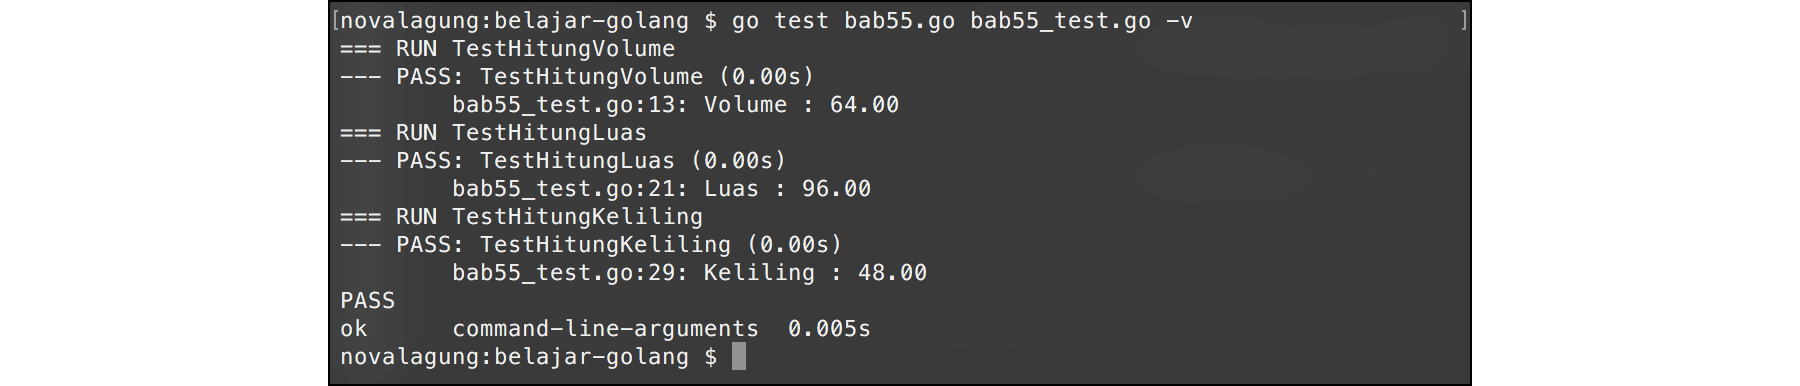 [novalagung:belajar-golang $ go test bab55.go bab55_test.go -v ]
=== RUN TestHitungVolume
--- PASS: TestHitungVolume (0.00s)
        bab55_test.go:13: Volume : 64.00
=== RUN TestHitungLuas
--- PASS: TestHitungLuas (0.00s)
        bab55_test.go:21: Luas : 96.00
=== RUN TestHitungKeliling
--- PASS: TestHitungKeliling (0.00s)
        bab55_test.go:29: Keliling : 48.00
PASS
ok      command-line-arguments  0.005s
novalagung:belajar-golang $